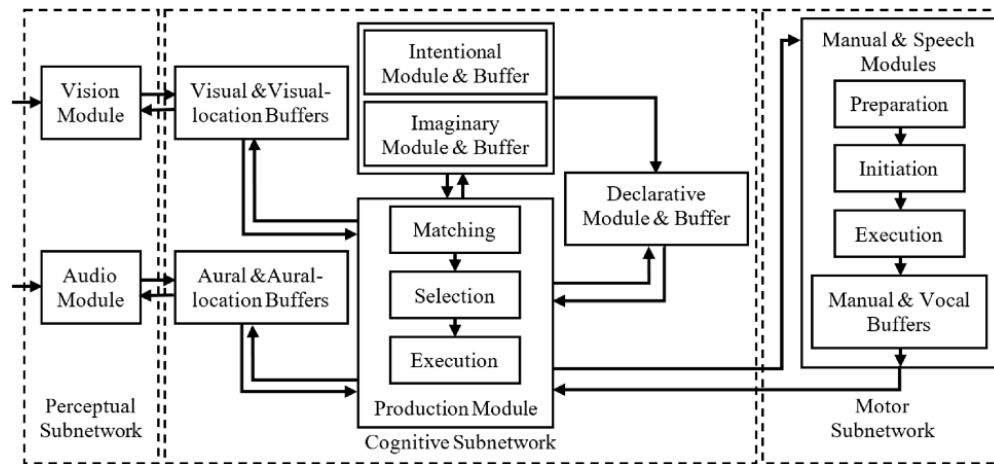 Vision
Module
Audio
Module
Perceptual
Subnetwork
Visual &Visual-
location Buffers
Aural &Aural-
location Buffers
Intentional
Module & Buffer
Imaginary
Module & Buffer
Matching
Selection
Execution
Production Module
Cognitive Subnetwork
Declarative
Module & Buffer
Manual & Speech
Modules
Preparation
Initiation
Execution
Manual & Vocal
Buffers
Motor
Subnetwork